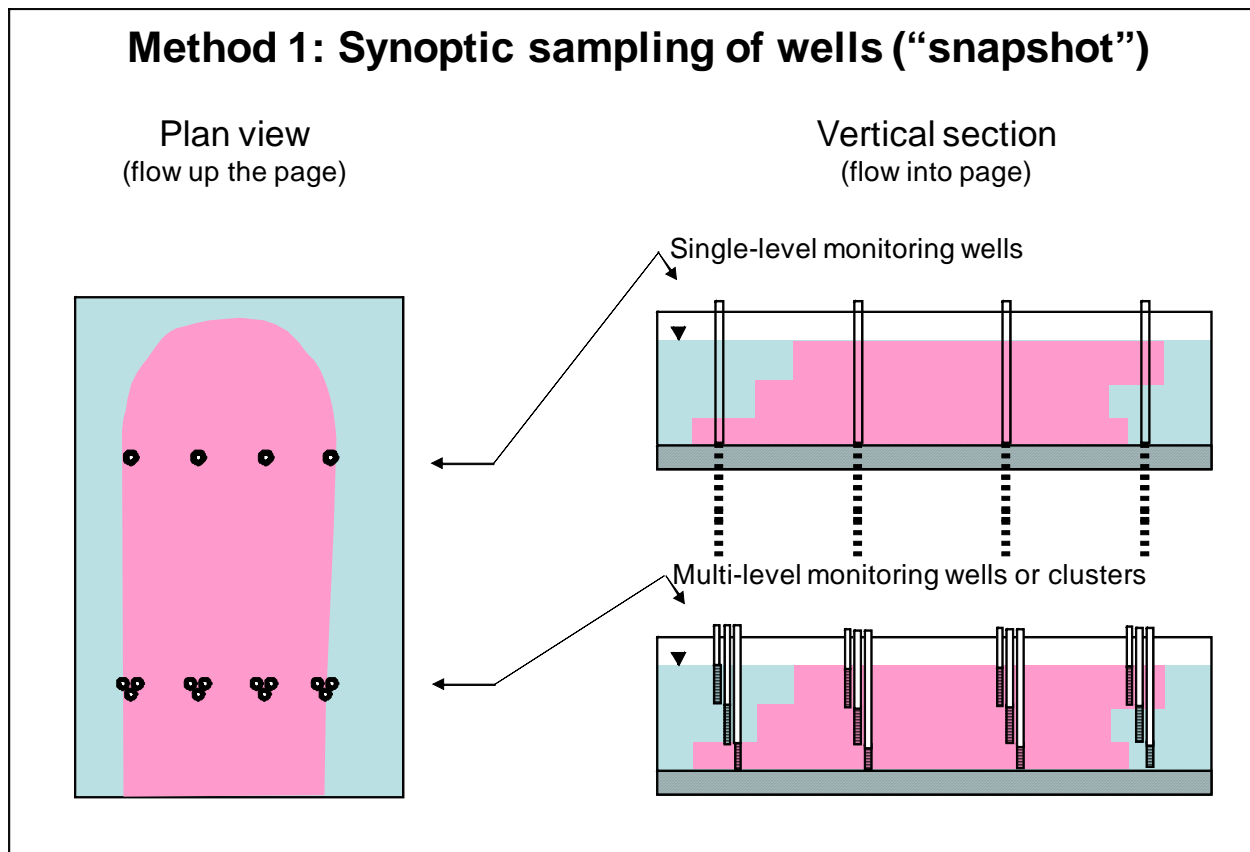 Method 1: Synoptic sampling of wells (“snapshot”)
Plan view
(flow up the page)
Vertical section
(flow into page)
Single-level monitoring wells
Multi-level monitoring wells or clusters